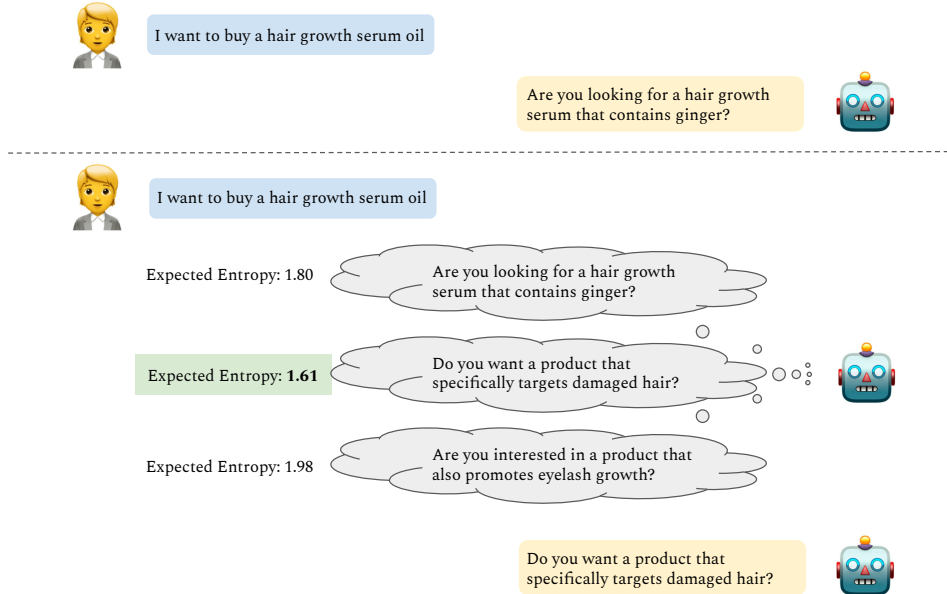 I want to buy a hair growth serum oil
Are you looking for a hair growth
serum that contains ginger?
I want to buy a hair growth serum oil
Expected Entropy: 1.80
Are you looking for a hair growth
serum that contains ginger?
Expected Entropy: 1.61
Do you want a product that
specifically targets damaged hair?
Expected Entropy: 1.98
Are you interested in a product that
also promotes eyelash growth?
Do you want a product that
specifically targets damaged hair?